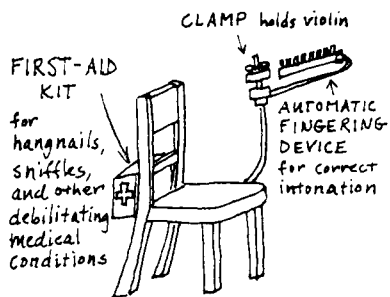 CLAMP holds violin
FIRST-AID
KIT
for
hangnails,
sniffles,
and other
debilitating
medical
conditions
AUTOMATIC
FINGERING
DEVICE
for correct
intonation